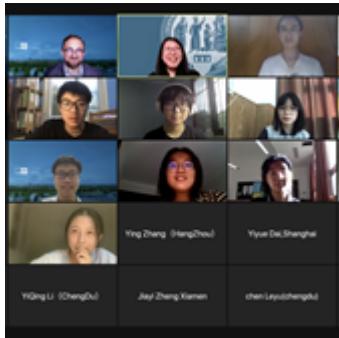 Ying Zhang (HangZhou)
Yiyue Dai,Shanghai
YiQing Li (ChengDu)
Jiayi Zheng Xiamen
chen Leyu(chengdu)